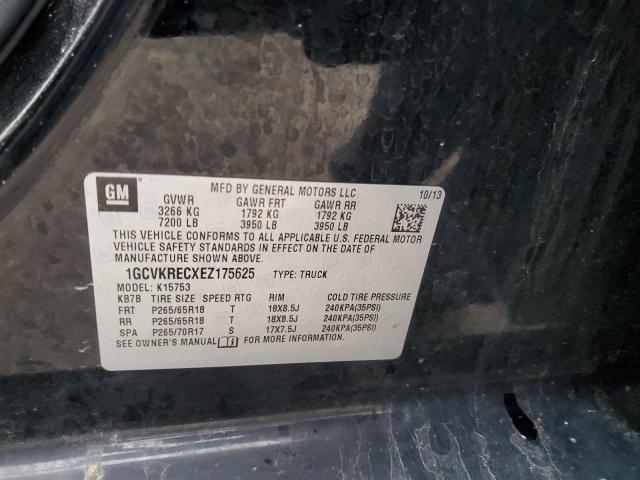 GM
MFD BY GENERAL MOTORS LLC
10/13
GVWR GAWR FRT GAWR RR
3266 KG 1792 KG 1792 KG
7200 LB 3950 LB 3950 LB
THIS VEHICLE CONFORMS TO ALL APPLICABLE U.S. FEDERAL MOTOR
VEHICLE SAFETY STANDARDS IN EFFECT ON THE DATE OF
MANUFACTURE SHOWN ABOVE.
1GCVKRECXEZ175625 TYPE: TRUCK
MODEL: K15753
KB7B TIRE SIZE SPEED RTG RIM COLD TIRE PRESSURE
FRT P265/65R18 T 18X8.5J 240KPA(35PSI)
RR P265/65R18 T 18X8.5J 240KPA(35PSI)
SPA P265/70R17 S 17X7.5J 240KPA(35PSI)
SEE OWNER'S MANUAL FOR MORE INFORMATION.